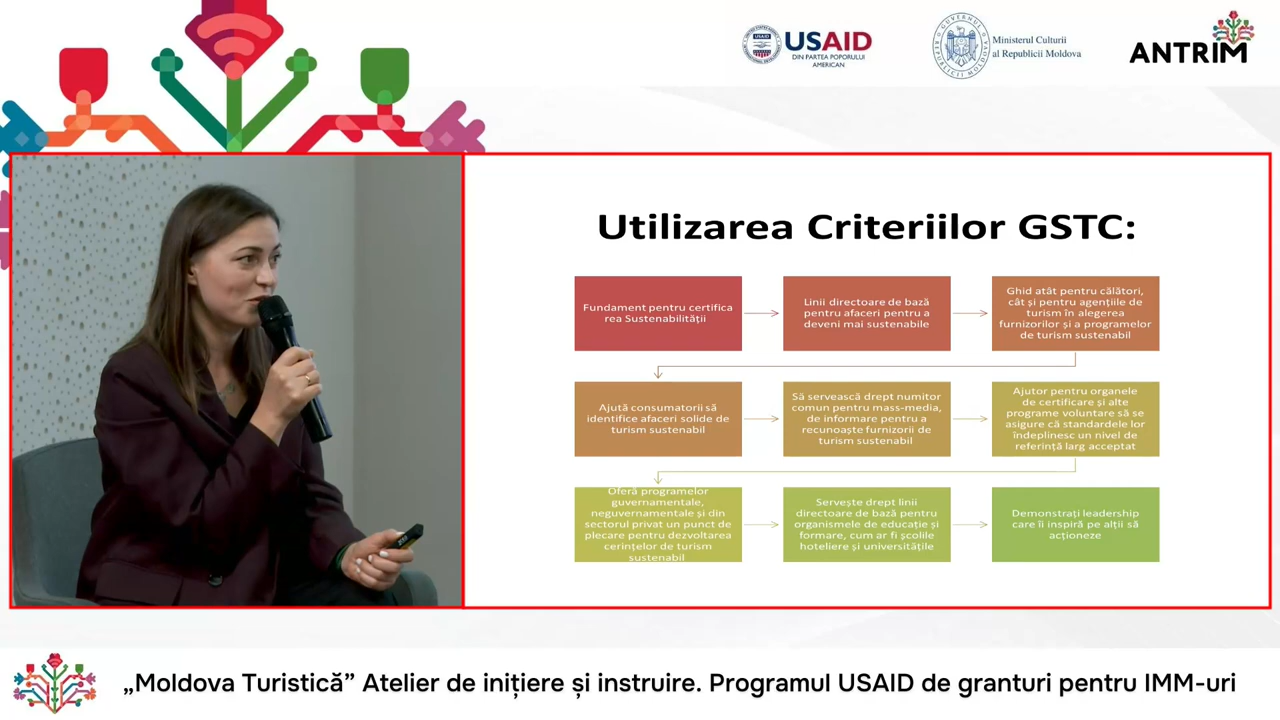 USAID
DIN PARTEA POPORULUI
AMERICAN
Ministerul Culturii
al Republicii Moldova
ANTRIM
Utilizarea Criteriilor GSTC:
Fundament pentru certifica
rea Sustenabilității
Linii directoare de bază
pentru afaceri pentru a
deveni mai sustenabile
Ghid atât pentru călători,
cât și pentru agențiile de
turism în alegerea
furnizorilor și a programelor
de turism sustenabil
Ajută consumatorii să
identifice afaceri solide de
turism sustenabil
Să servească drept numitor
comun pentru mass-media,
de informare pentru a
recunoaște furnizorii de
turism sustenabil
Ajutor pentru organele
de certificare și alte
programe voluntare să se
asigure că standardele lor
îndeplinesc un nivel de
referință larg acceptat
Oferă programelor
guvernamentale,
neguvernamentale și din
sectorul privat un punct de
plecare pentru dezvoltarea
cerințelor de turism
sustenabil
Servește drept linii
directoare de bază pentru
organismele de educație și
formare, cum ar fi școlile
hoteliere și universitățile
Demonstrați leadership
care îi inspiră pe alții să
acționeze
„Moldova Turistică” Atelier de inițiere și instruire. Programul USAID de granturi pentru IMM-uri